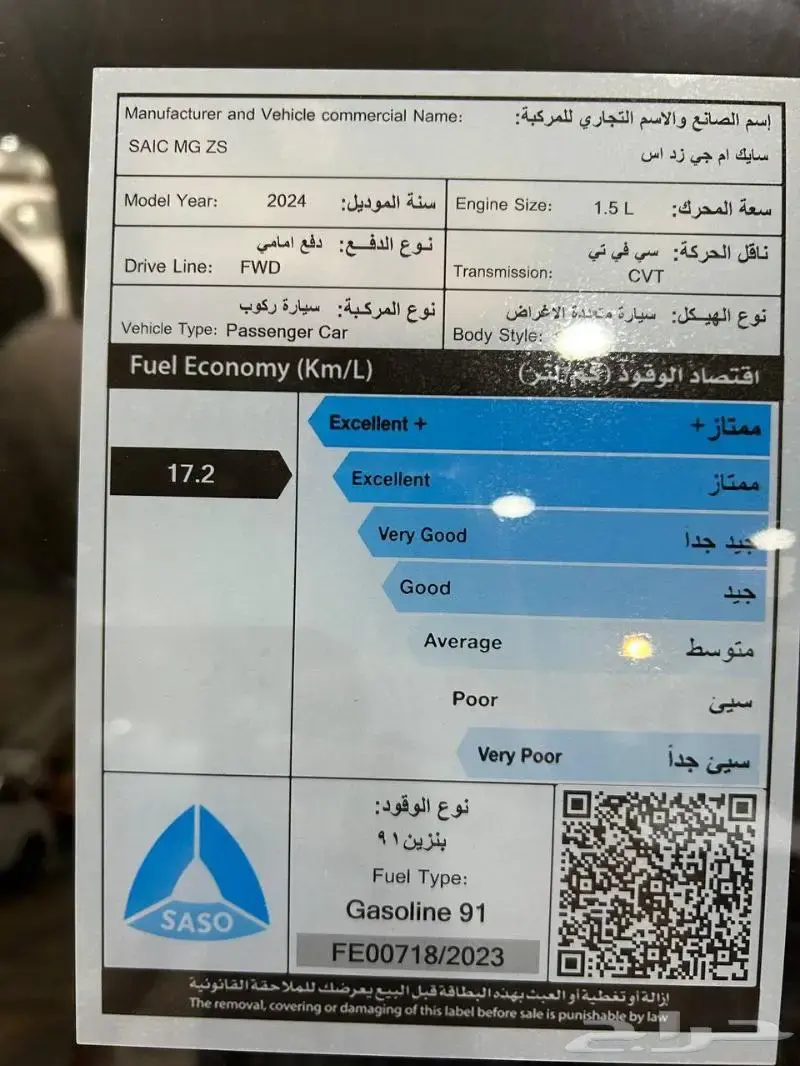 Manufacturer and Vehicle commercial Name: إسم الصانع والاسم التجاري للمركبة:
SAIC MG ZS سايك ام جي زد اس
Model Year: 2024 سنة الموديل:
Engine Size: 1.5 L سعة المحرك:
نوع الدفع: دفع امامي
Drive Line: FWD
ناقل الحركة: سي في تي
Transmission: CVT
نوع المركبة: سيارة ركوب
Vehicle Type: Passenger Car
نوع الهيكل: سيارة متعددة الاغراض
Body Style:
Fuel Economy (Km/L) اقتصاد الوقود (كم/لتر)
17.2
Excellent + ممتاز+
Excellent ممتاز
Very Good جيد جداً
Good جيد
Average متوسط
Poor سيئ
Very Poor سيئ جداً
SASO
نوع الوقود:
بنزين ٩١
Fuel Type:
Gasoline 91
FE00718/2023
إزالة أو تغطية أو العبث بهذه البطاقة قبل البيع يعرضك للملاحقة القانونية
The removal, covering or damaging of this label before sale is punishable by law
حراج